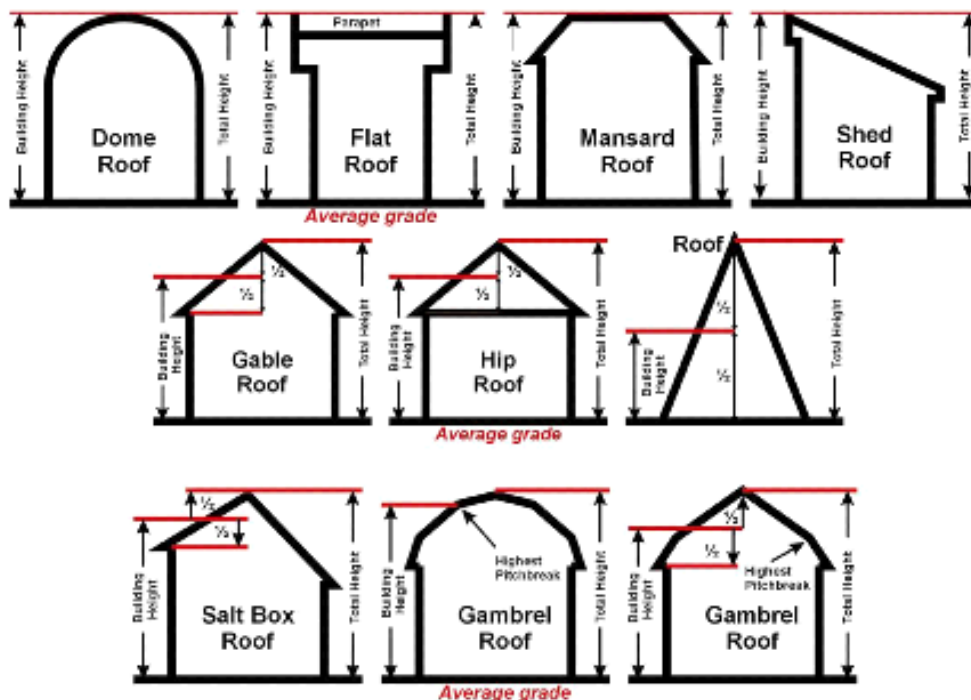 Parapet
Building Height
Total Height
Dome
Roof
Building Height
Total Height
Flat
Roof
Building Height
Total Height
Mansard
Roof
Building Height
Total Height
Shed
Roof
Average grade
½
½
Building
Height
Total Height
Gable
Roof
½
½
Building
Height
Total Height
Hip
Roof
Roof
½
½
Building
Height
Total Height
Average grade
½
½
Building
Height
Total Height
Salt Box
Roof
Highest
Pitchbreak
Building
Height
Total Height
Gambrel
Roof
½
½
Highest
Pitchbreak
Building
Height
Total Height
Gambrel
Roof
Average grade